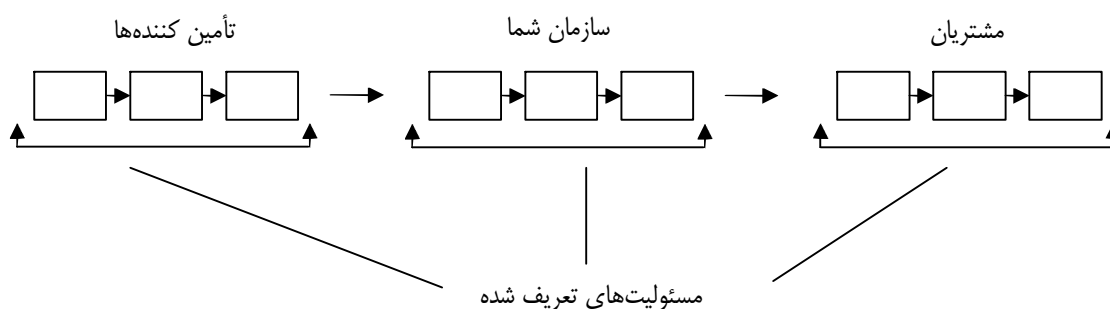 تأمین کننده‌ها
سازمان شما
مشتریان
مسئولیت‌های تعریف شده